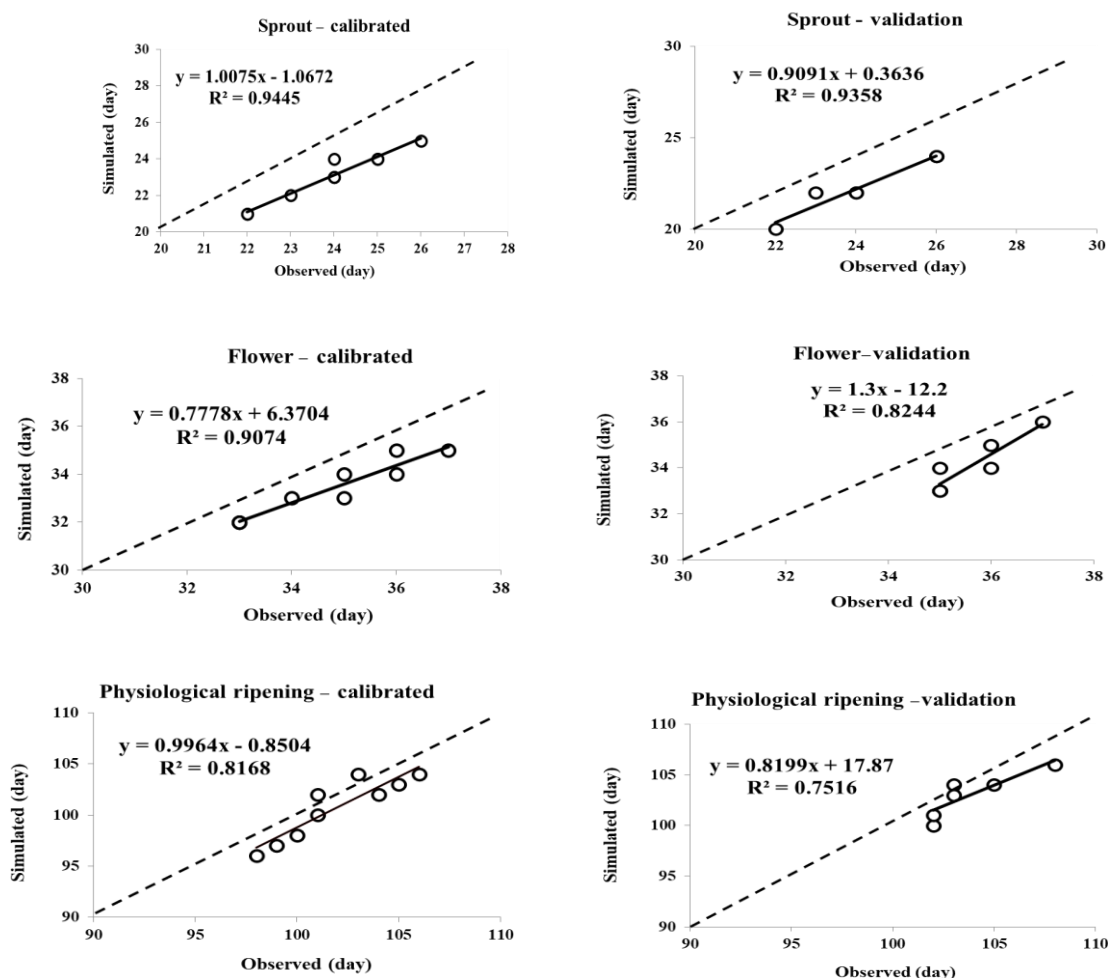 Sprout – calibrated
y = 1.0075x - 1.0672
R² = 0.9445
Simulated (day)
30
28
26
24
22
20
20 21 22 23 24 25 26 27 28
Observed (day)
Sprout - validation
y = 0.9091x + 0.3636
R² = 0.9358
Simulated (day)
29
26
23
20
20 22 24 26 28 30
Observed (day)
Flower – calibrated
y = 0.7778x + 6.3704
R² = 0.9074
Simulated (day)
38
36
34
32
30
30 32 34 36 38
Observed (day)
Flower–validation
y = 1.3x - 12.2
R² = 0.8244
Simulated (day)
38
36
34
32
30
30 32 34 36 38
Observed (day)
Physiological ripening – calibrated
y = 0.9964x - 0.8504
R² = 0.8168
Simulated (day)
110
105
100
95
90
90 95 100 105 110
Observed (day)
Physiological ripening –validation
y = 0.8199x + 17.87
R² = 0.7516
Simulated (day)
110
105
100
95
90
90 95 100 105 110
Observed (day)